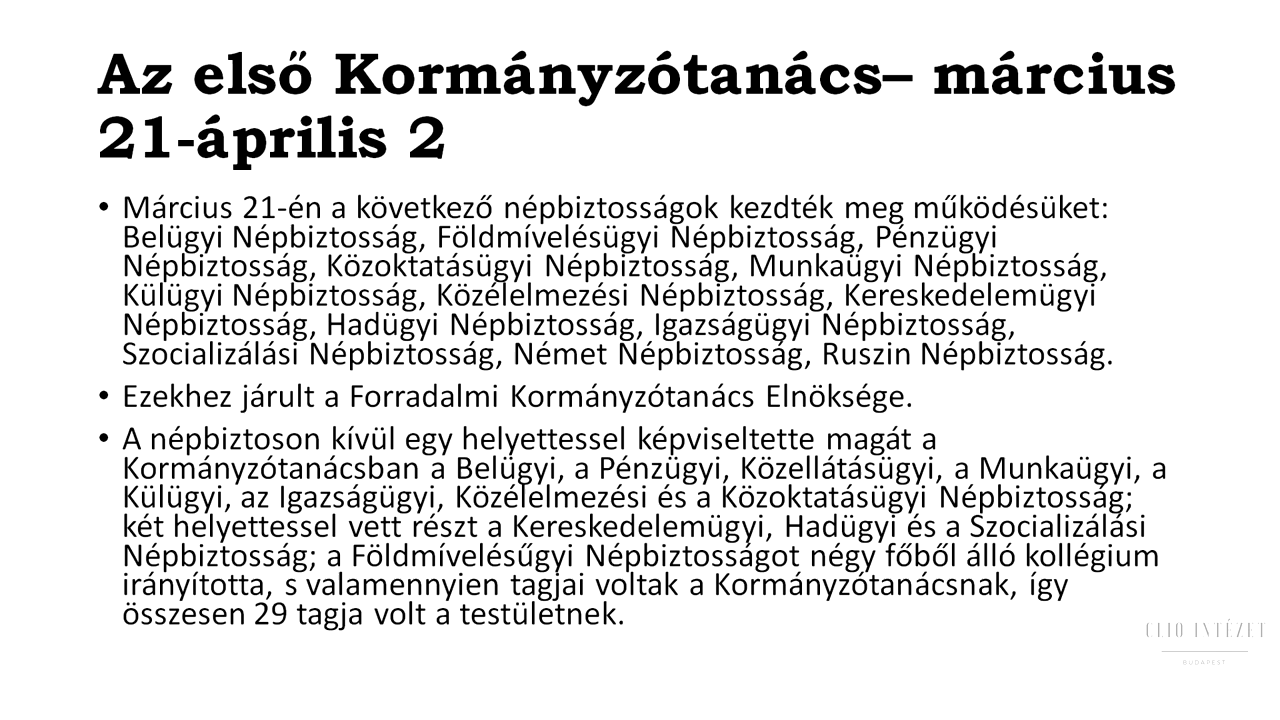 Az első Kormányzótanács– március
21-április 2
• Március 21-én a következő népbiztosságok kezdték meg működésüket:
Belügyi Népbiztosság, Földmívelésügyi Népbiztosság, Pénzügyi
Népbiztosság, Közoktatásügyi Népbiztosság, Munkaügyi Népbiztosság,
Külügyi Népbiztosság, Közélelmezési Népbiztosság, Kereskedelemügyi
Népbiztosság, Hadügyi Népbiztosság, Igazságügyi Népbiztosság,
Szocializálási Népbiztosság, Német Népbiztosság, Ruszin Népbiztosság.
• Ezekhez járult a Forradalmi Kormányzótanács Elnöksége.
• A népbiztoson kívül egy helyettessel képviseltette magát a
Kormányzótanácsban a Belügyi, a Pénzügyi, Közellátásügyi, a Munkaügyi, a
Külügyi, az Igazságügyi, Közélelmezési és a Közoktatásügyi Népbiztosság;
két helyettessel vett részt a Kereskedelemügyi, Hadügyi és a Szocializálási
Népbiztosság; a Földmívelésűgyi Népbiztosságot négy főből álló kollégium
irányította, s valamennyien tagjai voltak a Kormányzótanácsnak, így
összesen 29 tagja volt a testületnek.
CLIO INTÉZET
BUDAPEST